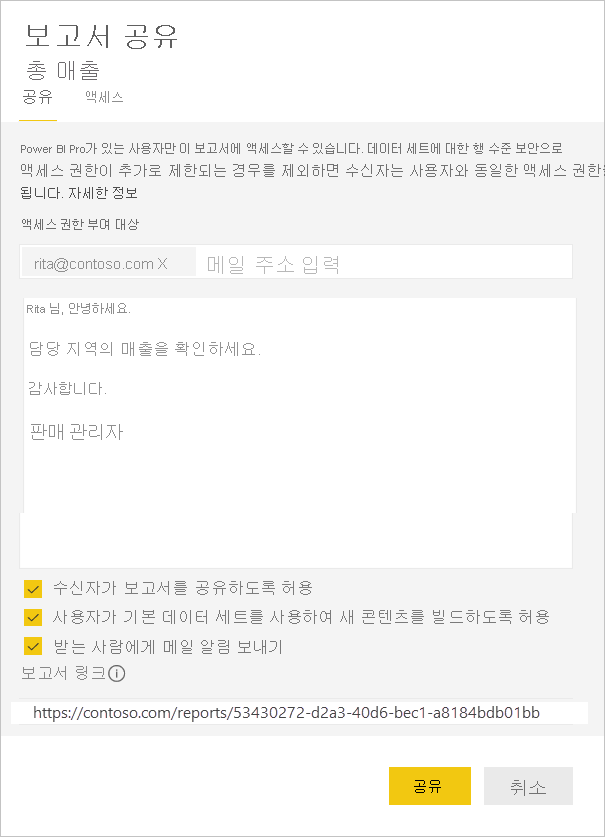 보고서 공유
총 매출
공유 액세스
Power BI Pro가 있는 사용자만 이 보고서에 액세스할 수 있습니다. 데이터 세트에 대한 행 수준 보안으로
액세스 권한이 추가로 제한되는 경우를 제외하면 수신자는 사용자와 동일한 액세스 권한을
됩니다. 자세한 정보
액세스 권한 부여 대상
rita@contoso.com X 메일 주소 입력
Rita 님, 안녕하세요.
담당 지역의 매출을 확인하세요.
감사합니다.
판매 관리자
수신자가 보고서를 공유하도록 허용
사용자가 기본 데이터 세트를 사용하여 새 콘텐츠를 빌드하도록 허용
받는 사람에게 메일 알림 보내기
보고서 링크
https://contoso.com/reports/53430272-d2a3-40d6-bec1-a8184bdb01bb
공유 취소